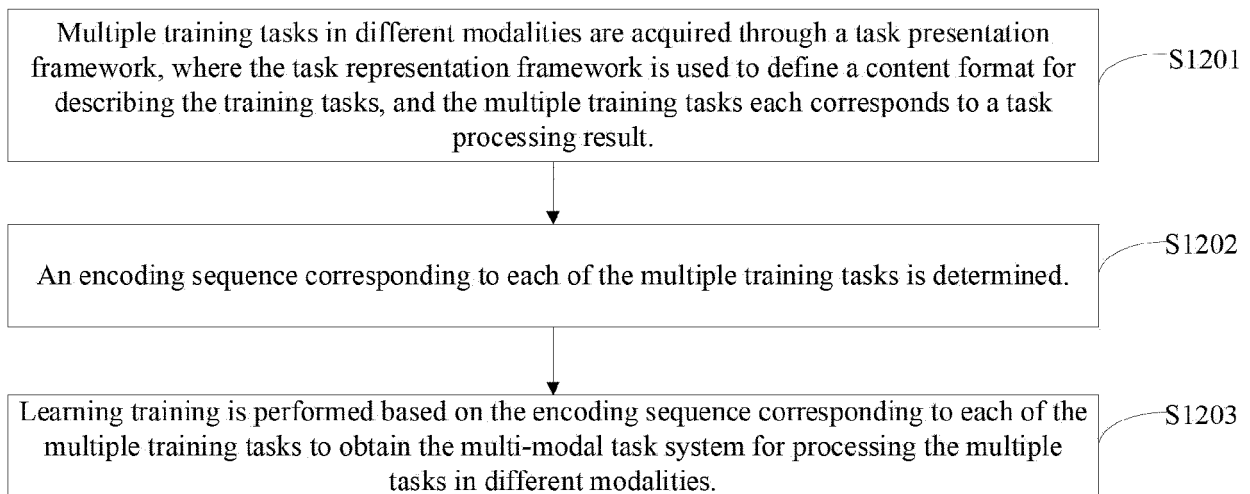 Multiple training tasks in different modalities are acquired through a task presentation
framework, where the task representation framework is used to define a content format for
describing the training tasks, and the multiple training tasks each corresponds to a task
processing result.
S1201
An encoding sequence corresponding to each of the multiple training tasks is determined.
S1202
Learning training is performed based on the encoding sequence corresponding to each of the
multiple training tasks to obtain the multi-modal task system for processing the multiple
tasks in different modalities.
S1203